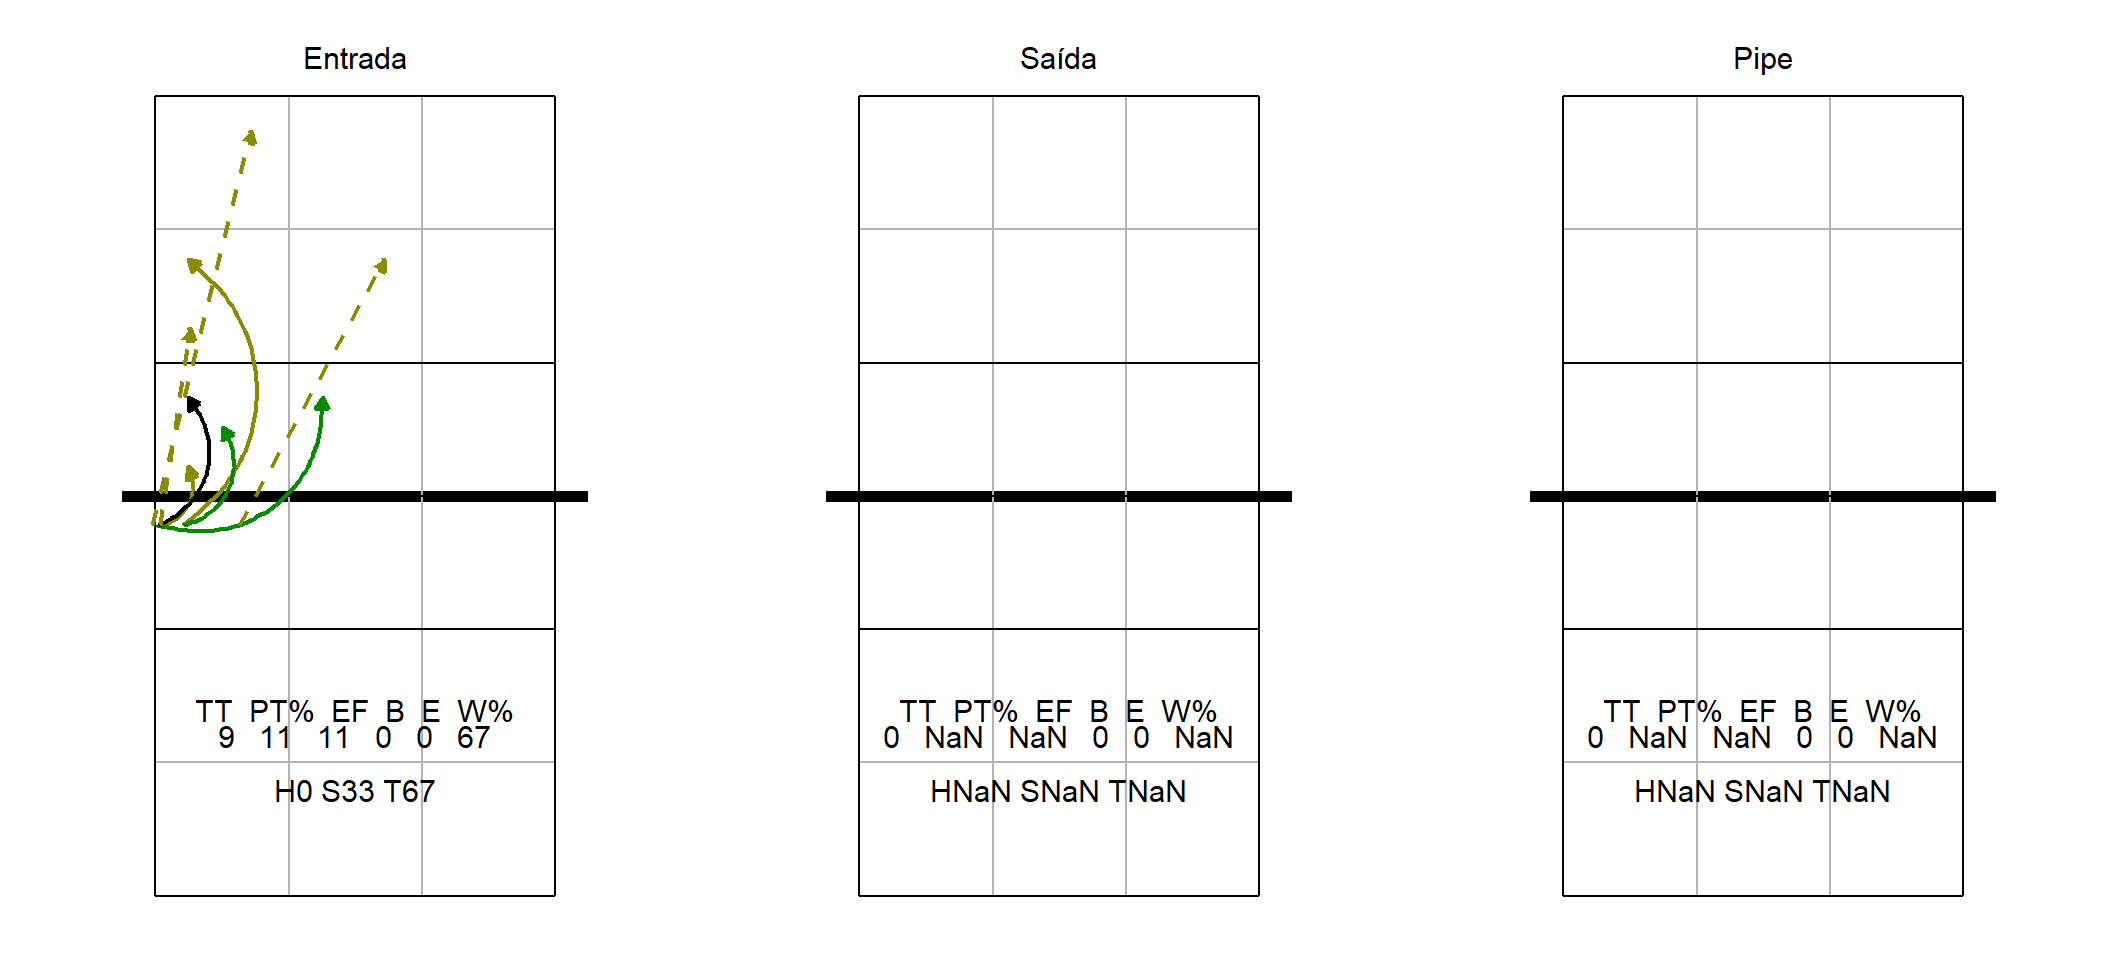 Entrada
TT PT% EF B E W%
9 11 11 0 0 67
H0 S33 T67
Saída
TT PT% EF B E W%
0 NaN NaN 0 0 NaN
HNaN SNaN TNaN
Pipe
TT PT% EF B E W%
0 NaN NaN 0 0 NaN
HNaN SNaN TNaN